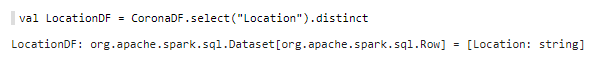 val LocationDF = CoronaDF.select("Location").distinct
LocationDF: org.apache.spark.sql.Dataset[org.apache.spark.sql.Row] = [Location: string]